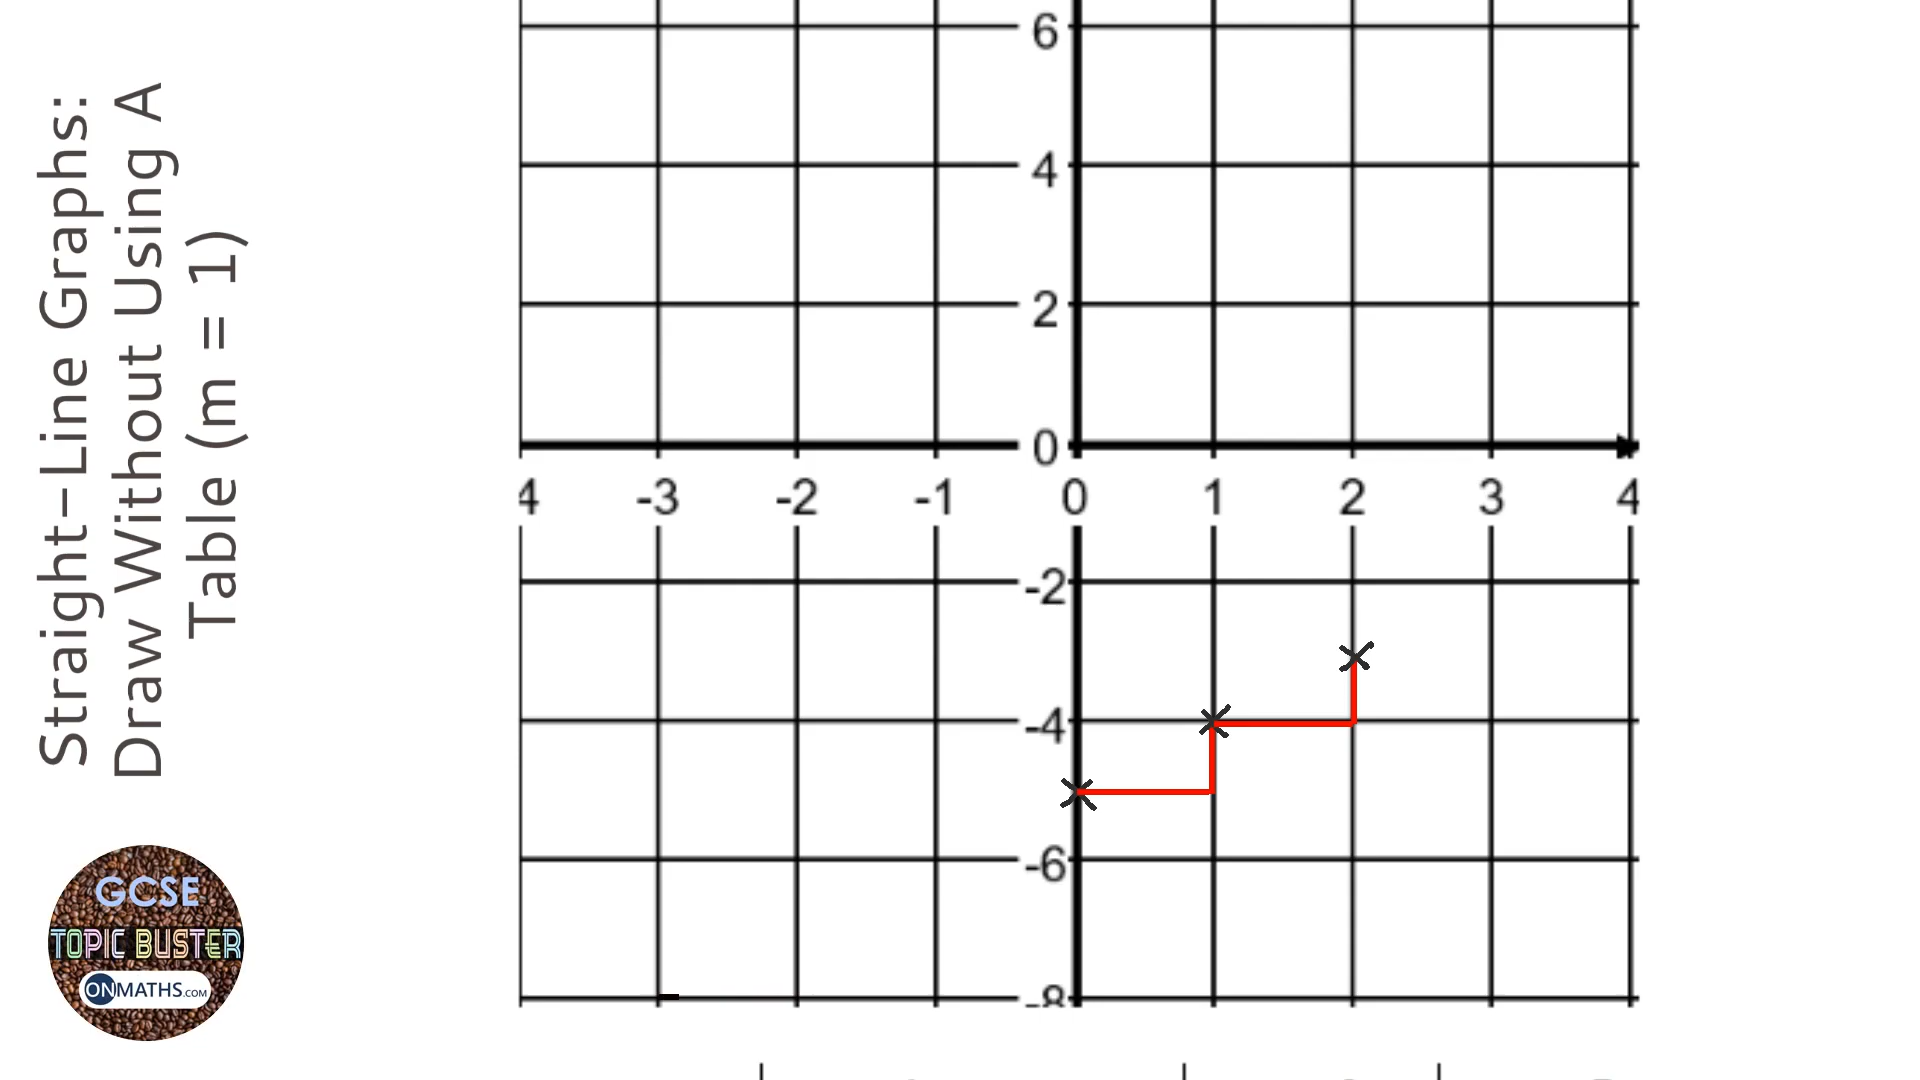 Straight-Line Graphs:
Draw Without Using A
Table (m = 1)
6
4
2
0
4 -3 -2 -1 0 1 2 3 4
-2
-4
-6
-8
GCSE
TOPIC BUSTER
ONMATHS.COM